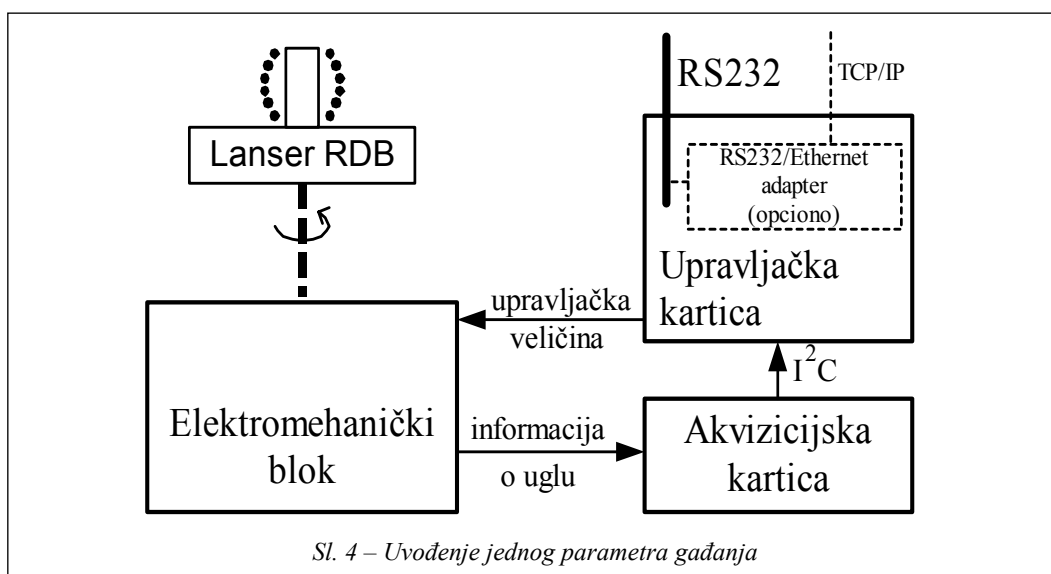 RS232
TCP/IP
Lanser RDB
RS232/Ethernet
adapter
(opciono)
Upravljačka
kartica
upravljačka
veličina
I²C
Elektromehanički
blok
informacija
o uglu
Akvizicijska
kartica
Sl. 4 – Uvođenje jednog parametra gađanja